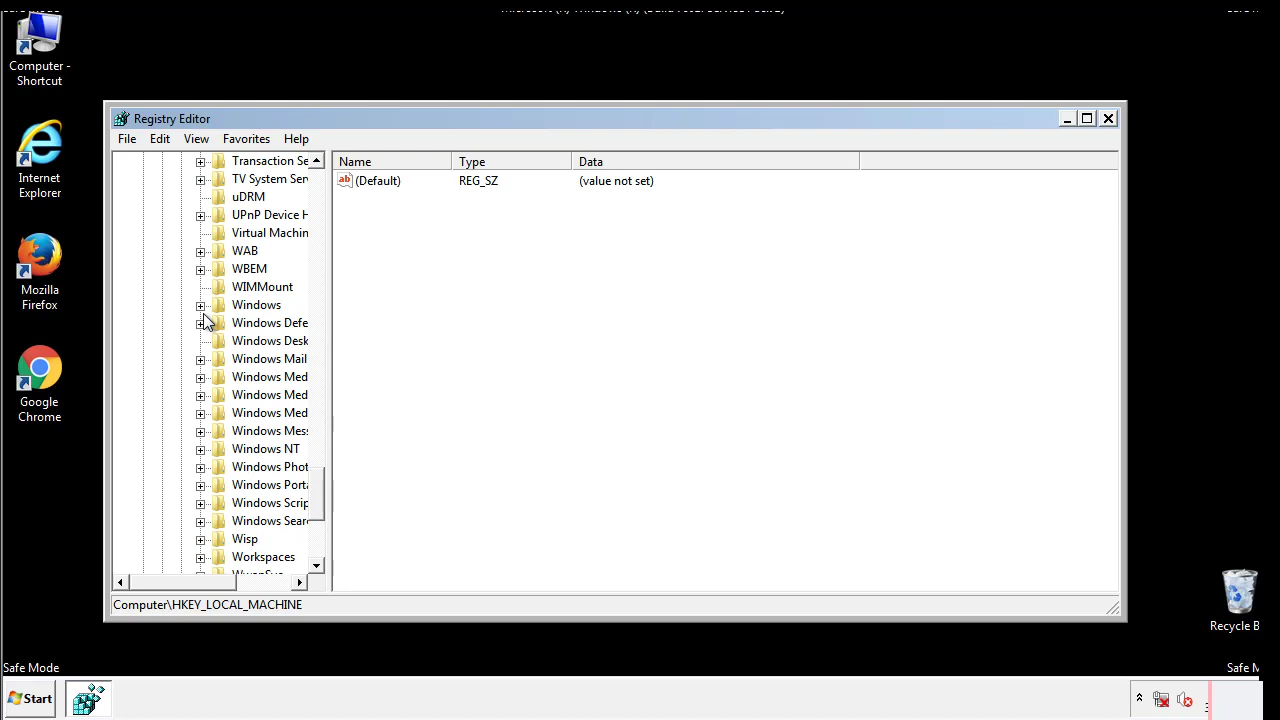 Computer -
Shortcut
Internet
Explorer
Mozilla
Firefox
Google
Chrome
Registry Editor
File Edit View Favorites Help
Transaction Se
TV System Serv
uDRM
UPnP Device H
Virtual Machin
WAB
WBEM
WIMMount
Windows
Windows Defe
Windows Desk
Windows Mail
Windows Med
Windows Med
Windows Med
Windows Mess
Windows NT
Windows Phot
Windows Porta
Windows Scrip
Windows Sear
Wisp
Workspaces
Name Type Data
(Default) REG_SZ (value not set)
Computer\HKEY_LOCAL_MACHINE
Recycle B
Safe Mode
Safe M
Start